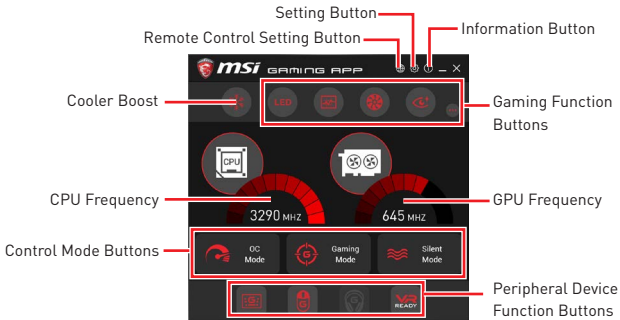 Setting Button
Remote Control Setting Button
Information Button
msi GAMING APP
Cooler Boost
LED
Gaming Function
Buttons
CPU
CPU Frequency
GPU Frequency
3290 MHZ
645 MHZ
Control Mode Buttons
OC
Mode
G
Gaming
Mode
Silent
Mode
G
G
G
VR
READY
Peripheral Device
Function Buttons